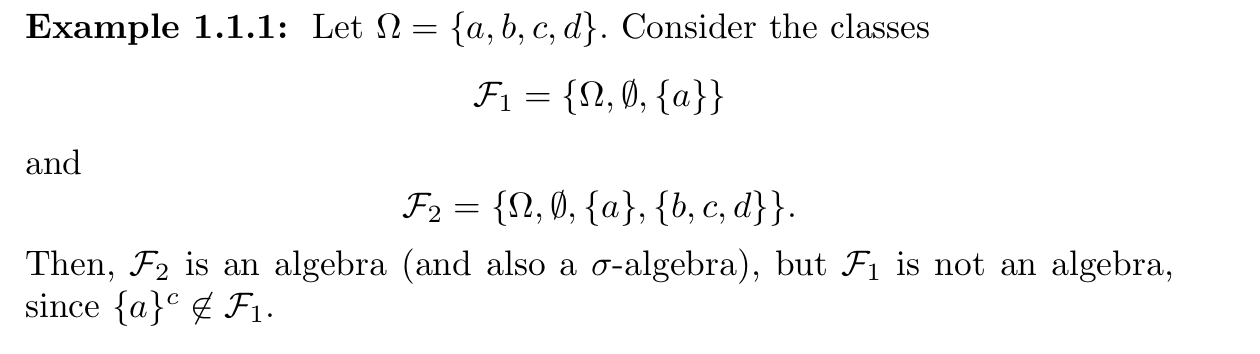 Example 1.1.1: Let Ω = {a, b, c, d}. Consider the classes
ℱ₁ = {Ω, ∅, {a}}
and
ℱ₂ = {Ω, ∅, {a}, {b, c, d}}.
Then, ℱ₂ is an algebra (and also a σ-algebra), but ℱ₁ is not an algebra,
since {a}ᶜ ∉ ℱ₁.